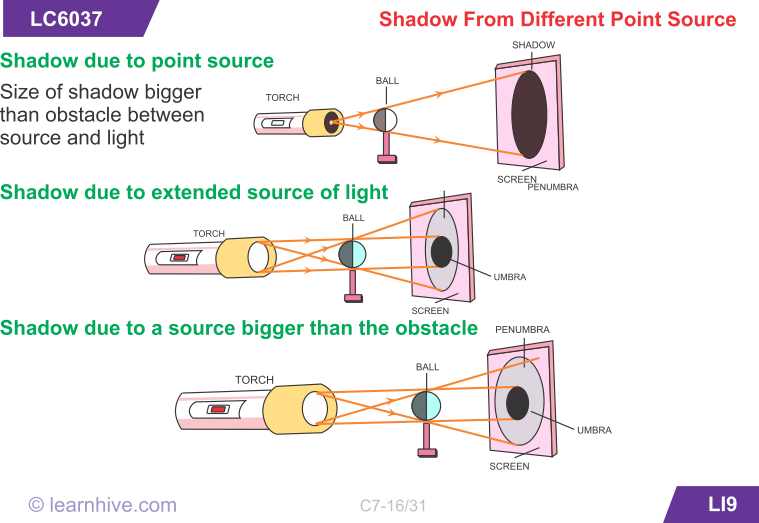 LC6037
Shadow From Different Point Source
Shadow due to point source
Size of shadow bigger
than obstacle between
source and light
TORCH
BALL
SHADOW
SCREEN
PENUMBRA
Shadow due to extended source of light
TORCH
BALL
UMBRA
SCREEN
Shadow due to a source bigger than the obstacle
PENUMBRA
TORCH
BALL
UMBRA
SCREEN
© learnhive.com
C7-16/31
LI9